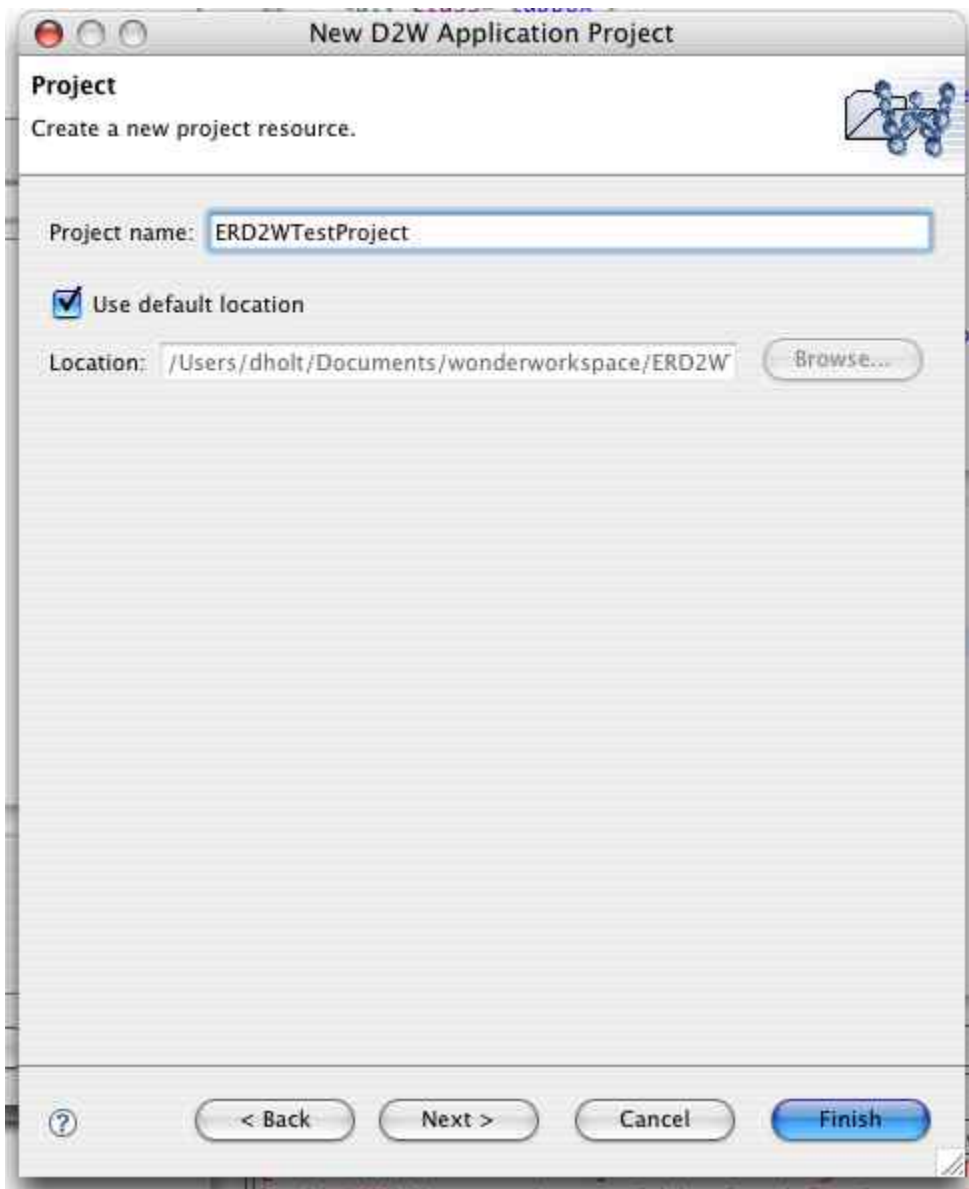 New D2W Application Project
Project
Create a new project resource.
Project name: ERD2WTestProject
Use default location
Location: /Users/dholt/Documents/wonderworkspace/ERD2W
Browse...
?
< Back
Next >
Cancel
Finish